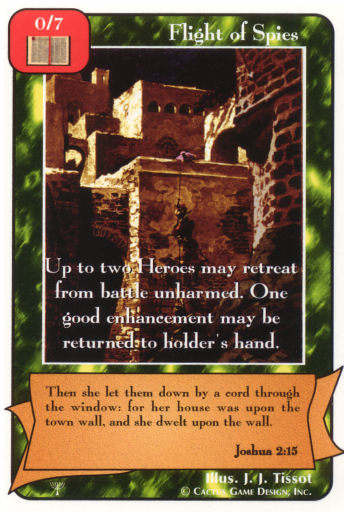 0/7
Flight of Spies
Up to two Heroes may retreat
from battle unharmed. One
good enhancement may be
returned to holder's hand.
Then she let them down by a cord through
the window: for her house was upon the
town wall, and she dwelt upon the wall.
Joshua 2:15
Illus. J. J. Tissot
© Cactus Game Design, Inc.